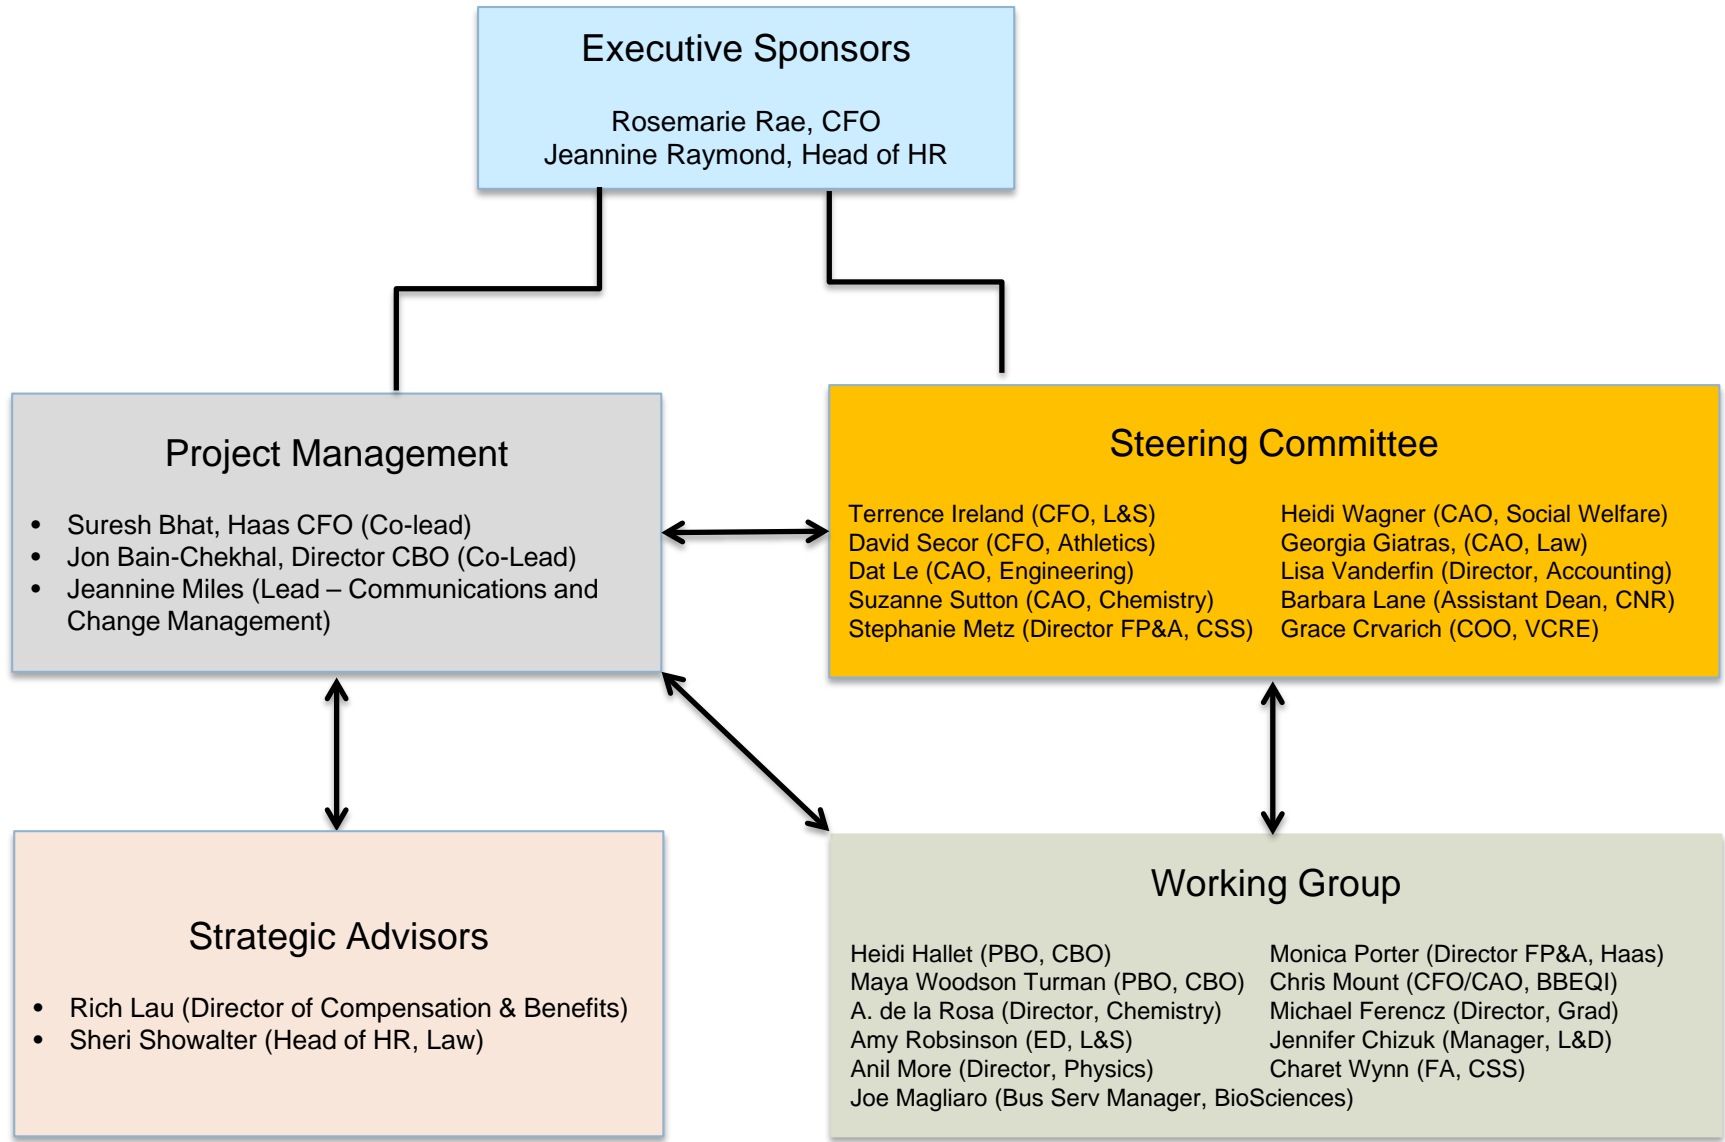 Executive Sponsors
Rosemarie Rae, CFO
Jeannine Raymond, Head of HR
Project Management
• Suresh Bhat, Haas CFO (Co-lead)
• Jon Bain-Chekhal, Director CBO (Co-Lead)
• Jeannine Miles (Lead – Communications and
Change Management)
Steering Committee
Terrence Ireland (CFO, L&S)
David Secor (CFO, Athletics)
Dat Le (CAO, Engineering)
Suzanne Sutton (CAO, Chemistry)
Stephanie Metz (Director FP&A, CSS)
Heidi Wagner (CAO, Social Welfare)
Georgia Giatras, (CAO, Law)
Lisa Vanderfin (Director, Accounting)
Barbara Lane (Assistant Dean, CNR)
Grace Crvarich (COO, VCRE)
Strategic Advisors
• Rich Lau (Director of Compensation & Benefits)
• Sheri Showalter (Head of HR, Law)
Working Group
Heidi Hallet (PBO, CBO)
Maya Woodson Turman (PBO, CBO)
A. de la Rosa (Director, Chemistry)
Amy Robsinson (ED, L&S)
Anil More (Director, Physics)
Joe Magliaro (Bus Serv Manager, BioSciences)
Monica Porter (Director FP&A, Haas)
Chris Mount (CFO/CAO, BBEQI)
Michael Ferencz (Director, Grad)
Jennifer Chizuk (Manager, L&D)
Charet Wynn (FA, CSS)